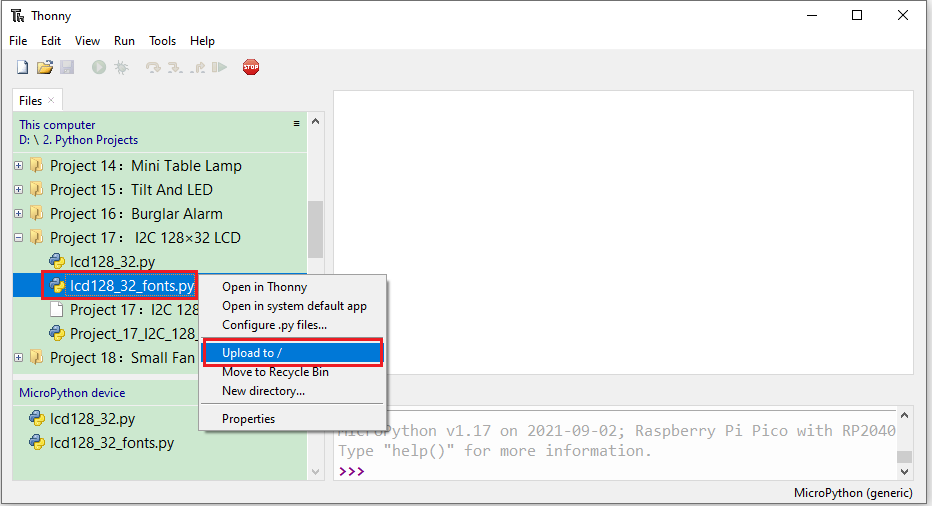 Thonny
File Edit View Run Tools Help
STOP
Files
This computer
D: \ 2. Python Projects
Project 14：Mini Table Lamp
Project 15：Tilt And LED
Project 16：Burglar Alarm
Project 17： I2C 128×32 LCD
lcd128_32.py
lcd128_32_fonts.py
Project 17：I2C 128
Project_17_I2C_128_
Project 18：Small Fan
Open in Thonny
Open in system default app
Configure .py files...
Upload to /
Move to Recycle Bin
New directory...
Properties
MicroPython device
lcd128_32.py
lcd128_32_fonts.py
MicroPython v1.17 on 2021-09-02; Raspberry Pi Pico with RP2040
Type "help()" for more information.
>>>
MicroPython (generic)